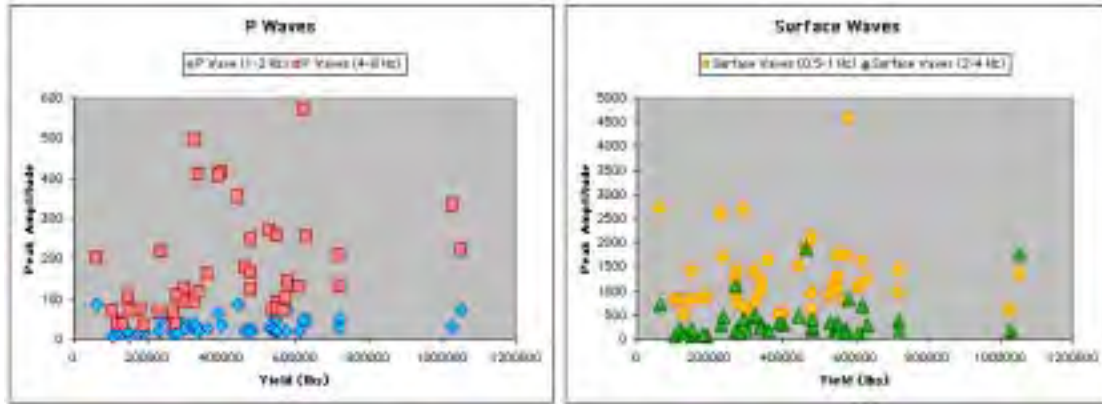 P Waves
P Wave (1-2 Hz) P Waves (4-8 Hz)
Peak Amplitude
600
500
400
300
200
100
0
0 200000 400000 600000 800000 1000000 1200000
Yield (lbs)
Surface Waves
Surface Waves (0.5-1 Hz) Surface Waves (2-4 Hz)
Peak Amplitude
5000
4500
4000
3500
3000
2500
2000
1500
1000
500
0
0 200000 400000 600000 800000 1000000 1200000
Yield (lbs)